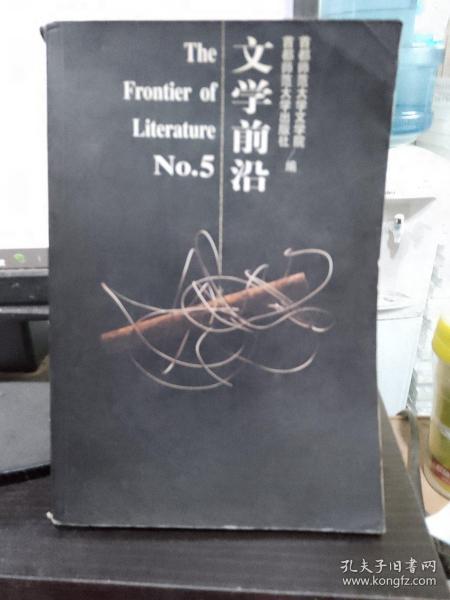 The
Frontier of
Literature
No.5
文学前沿
首都师范大学文学院
首都师范大学出版社
编
孔夫子旧书网
www.kongfz.com